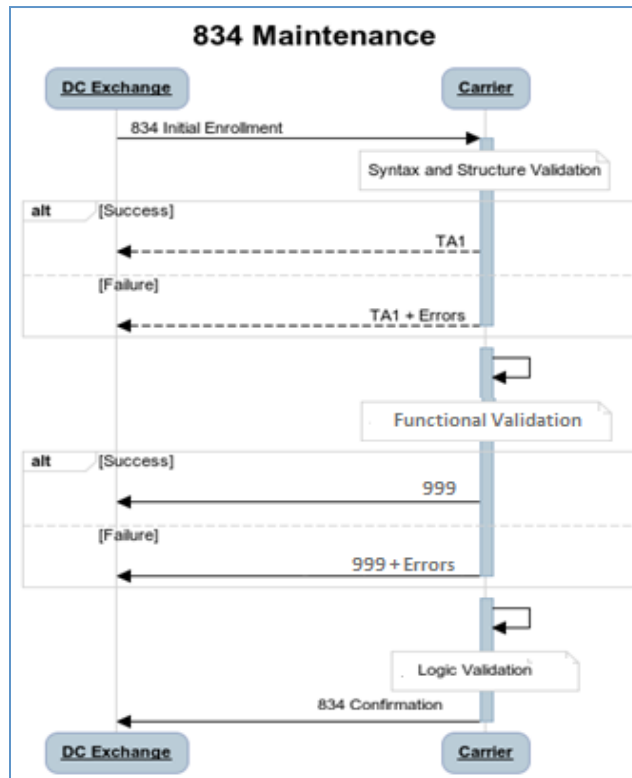 834 Maintenance
DC Exchange
Carrier
834 Initial Enrollment
Syntax and Structure Validation
alt
[Success]
TA1
[Failure]
TA1 + Errors
Functional Validation
alt
[Success]
999
[Failure]
999 + Errors
Logic Validation
834 Confirmation
DC Exchange
Carrier